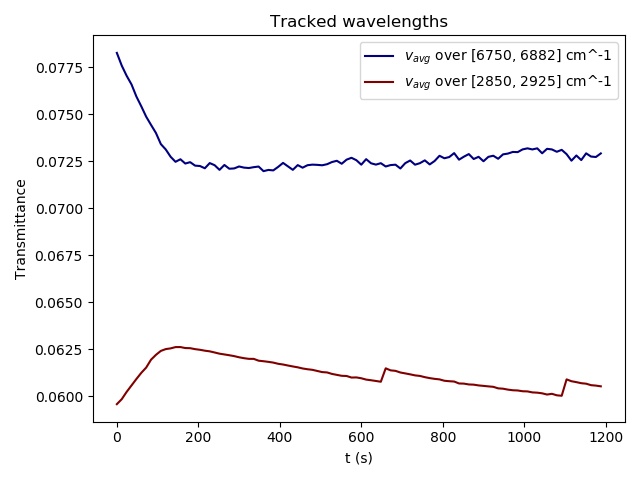 Tracked wavelengths
v_avg over [6750, 6882] cm^-1
v_avg over [2850, 2925] cm^-1
Transmittance
0.0775
0.0750
0.0725
0.0700
0.0675
0.0650
0.0625
0.0600
0 200 400 600 800 1000 1200
t (s)